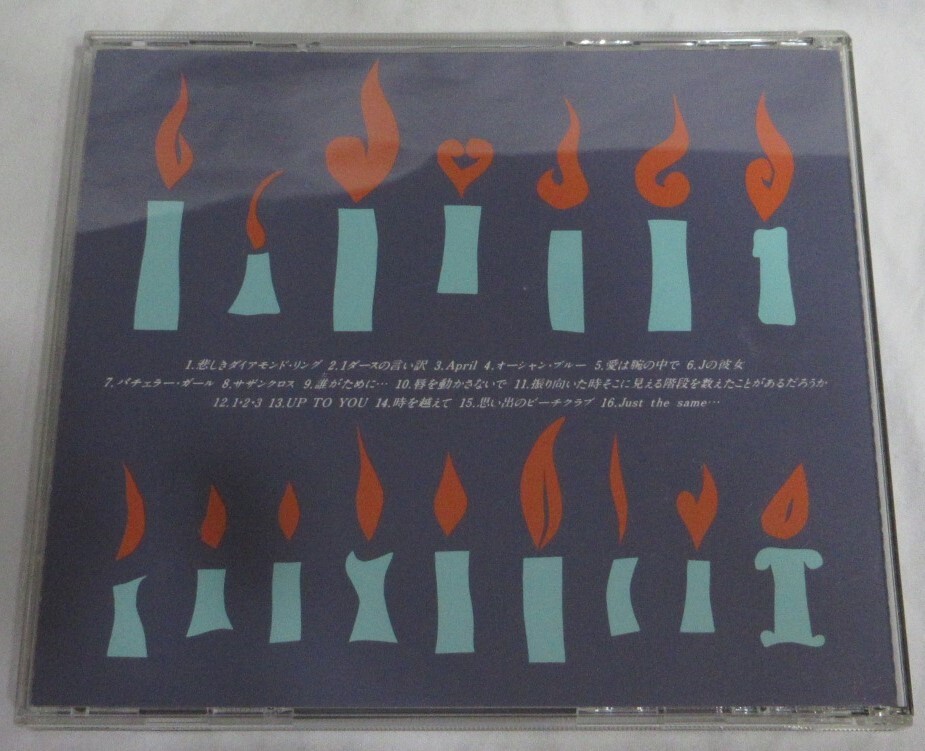 1.悲しきダイアモンド・リング 2.1ダースの言い訳 3.April 4.オーシャン・ブルー 5.愛は腕の中で 6.Jの彼女
7.バチェラー・ガール 8.サザンクロス 9.誰がために… 10.唇を動かさないで 11.振り向いた時そこに見える階段を数えたことがあるだろうか
12.1・2・3 13.UP TO YOU 14.時を越えて 15.思い出のビーチクラブ 16.Just the same…